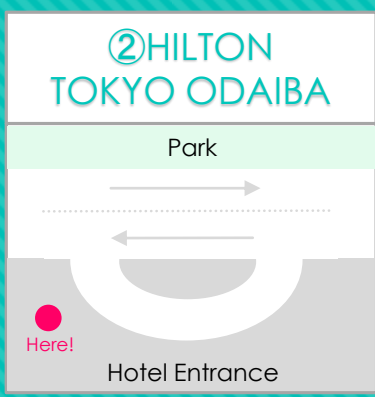 ②HILTON
TOKYO ODAIBA
Park
Here!
Hotel Entrance